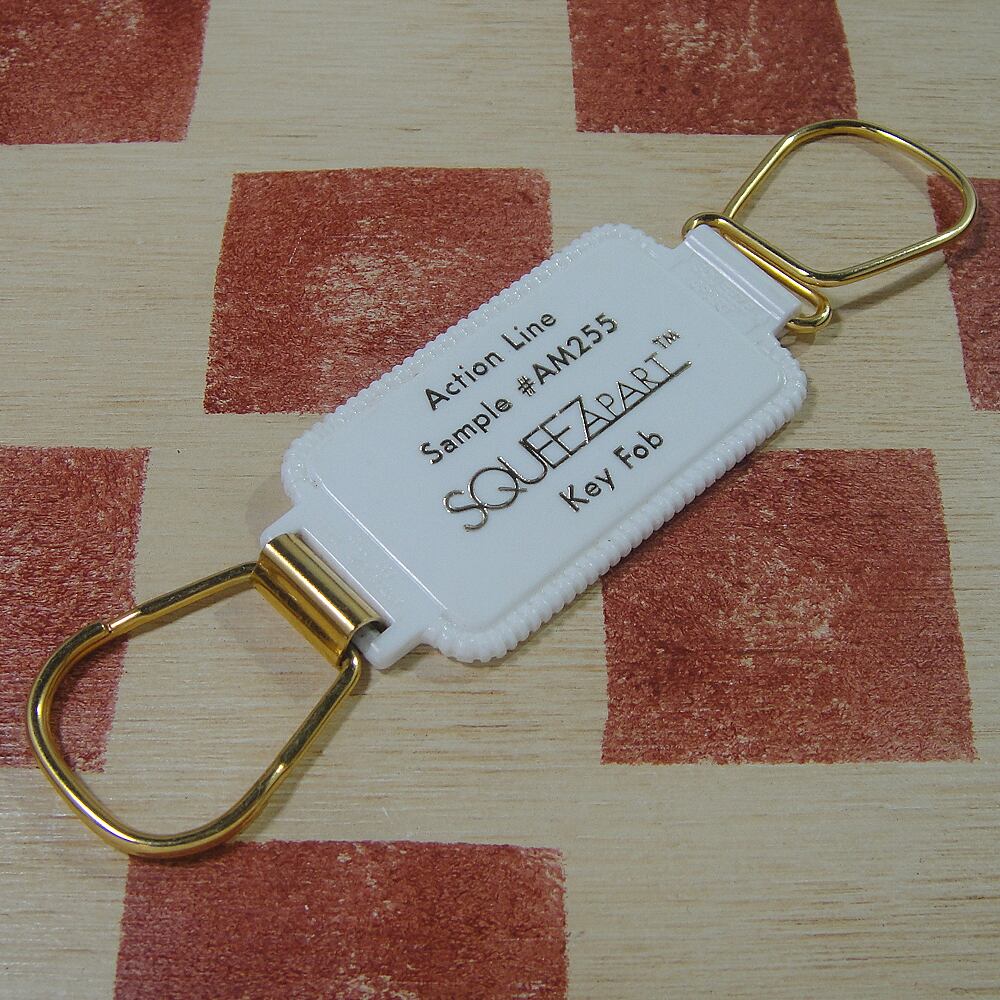 Action Line
Sample #AM255
SQUEEZAPART™
Key Fob